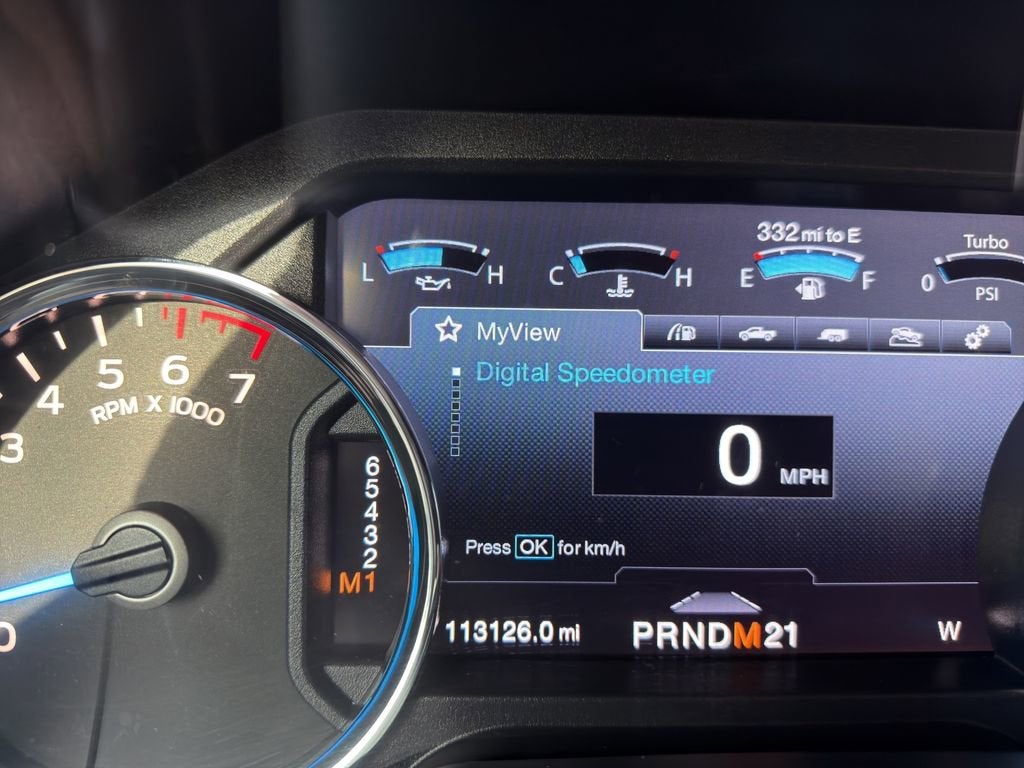 332 mi to E
Turbo
L H
C H
E F
0
PSI
MyView
Digital Speedometer
0 MPH
Press OK for km/h
113126.0 mi
PRNDM21
W
0
3
4
5
6
7
RPM X 1000
6
5
4
3
2
M1